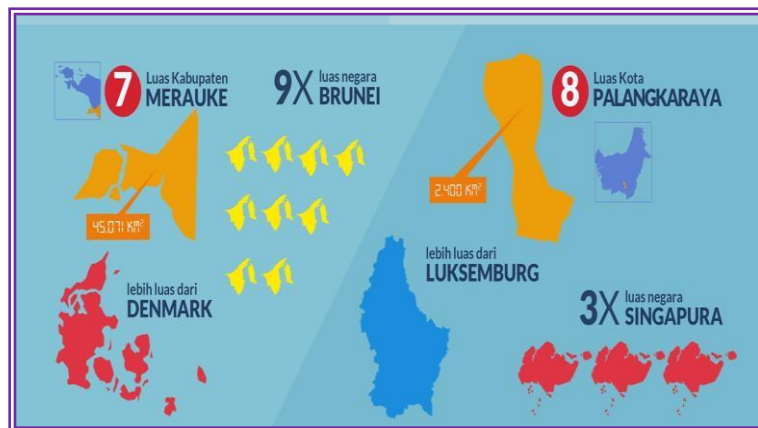 7
Luas Kabupaten
MERAUKE
9X
luas negara
BRUNEI
45.071 KM²
lebih luas dari
DENMARK
8
Luas Kota
PALANGKARAYA
2.400 KM²
lebih luas dari
LUKSEMBURG
3X
luas negara
SINGAPURA